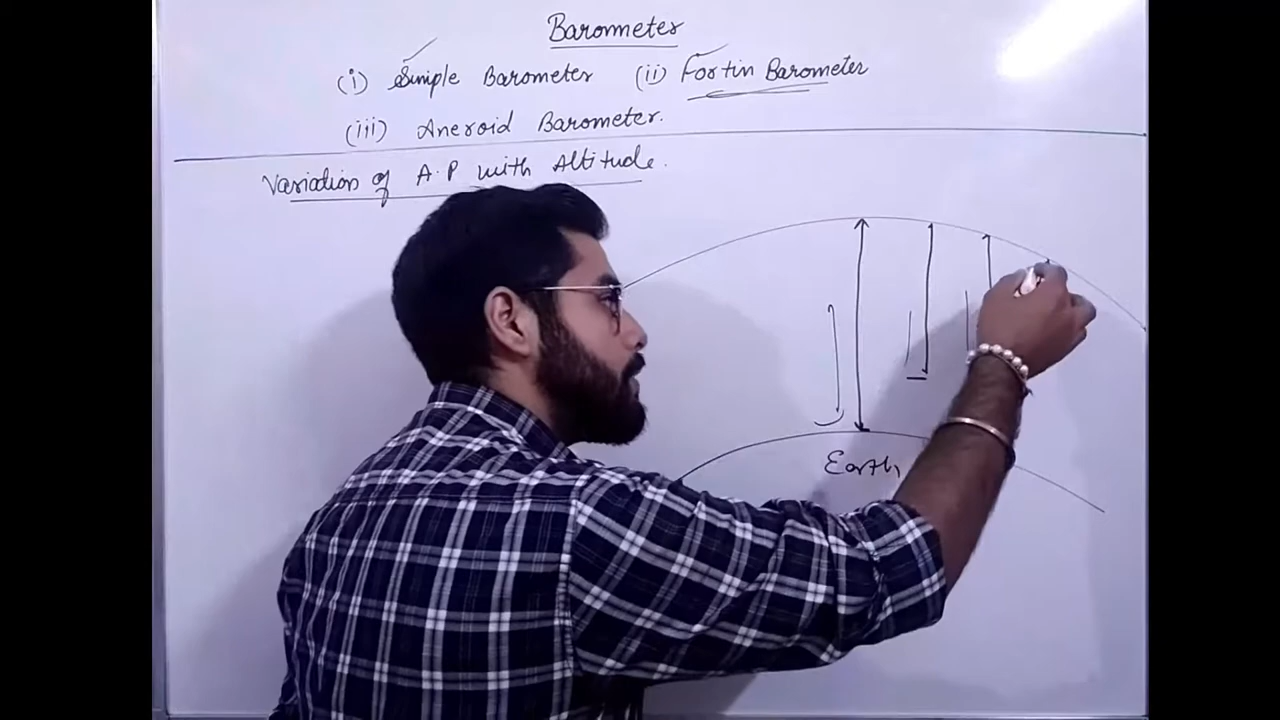 Barometer
(i) Simple Barometer (ii) Fortin Barometer
(iii) Aneroid Barometer.
Variation of A.P with Altitude.
Earth